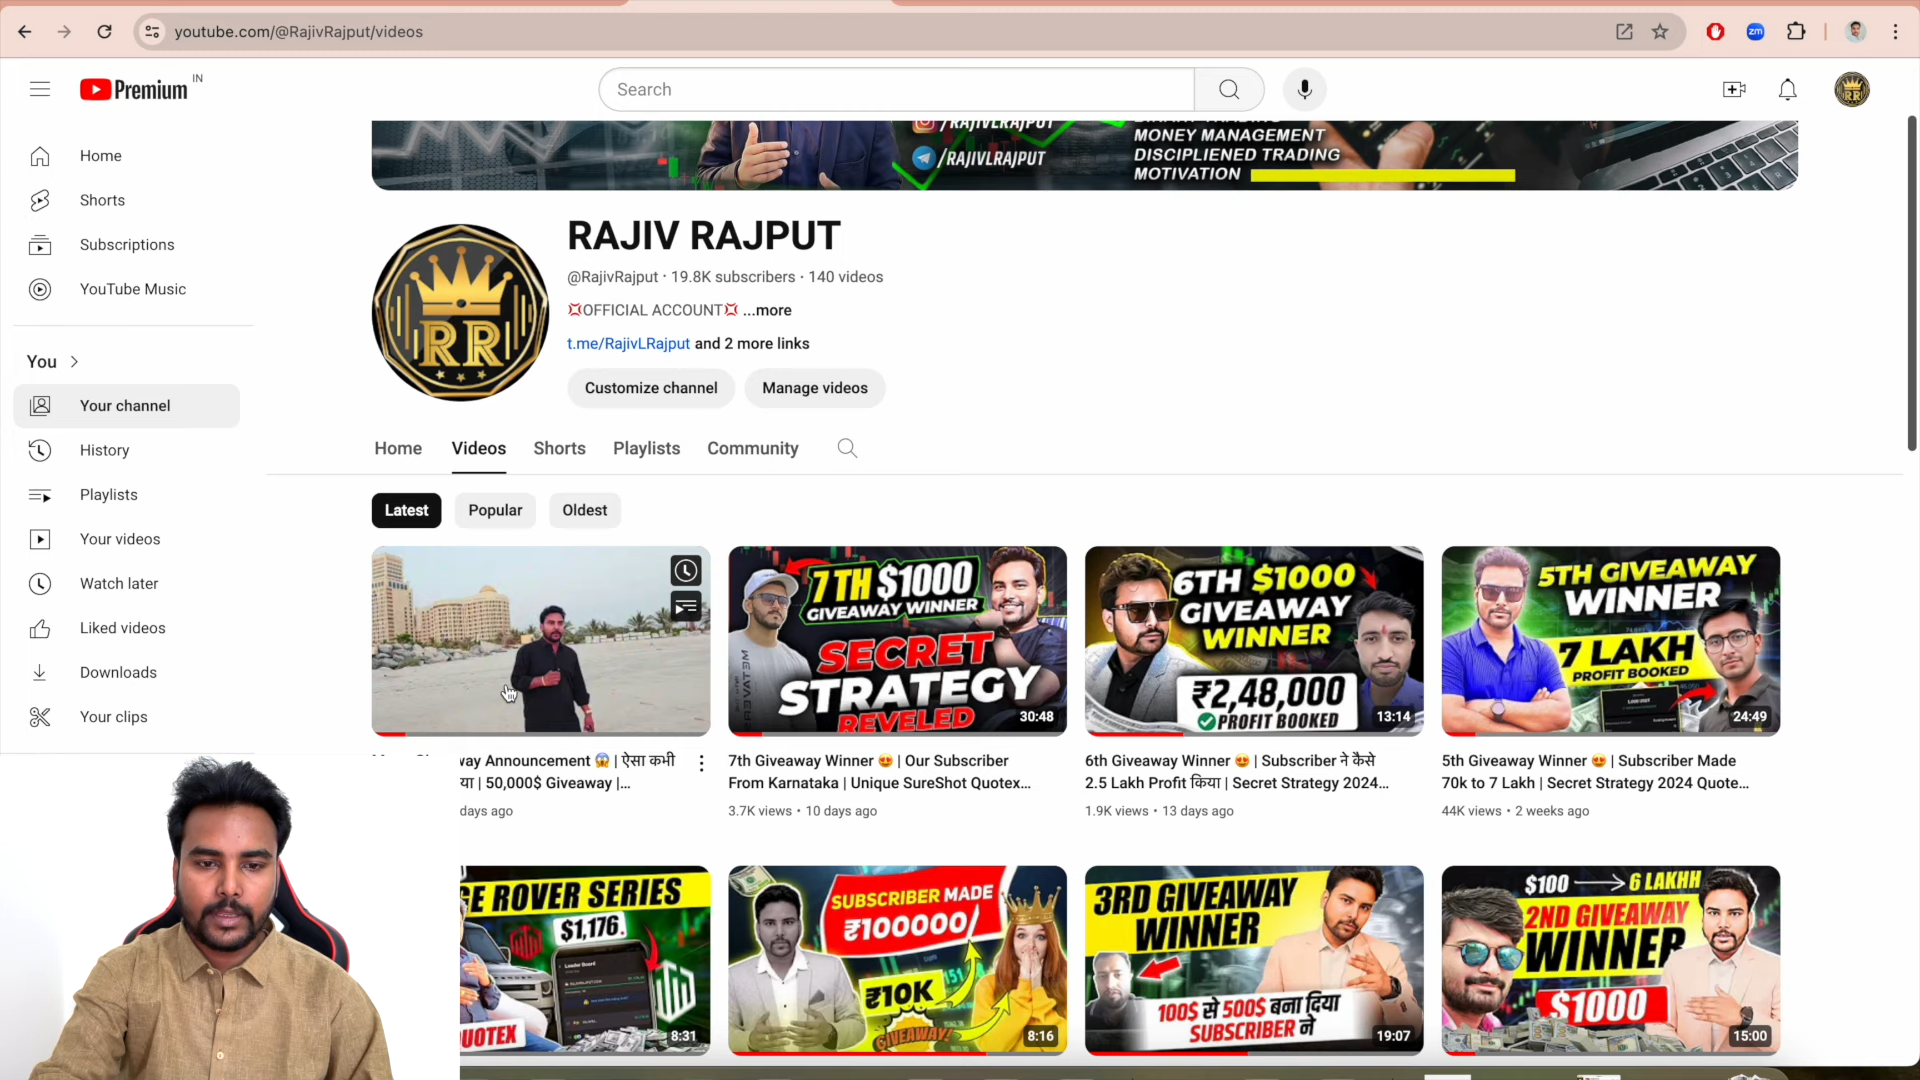 youtube.com/@RajivRajput/videos
zm
Premium
IN
Search
Home
Shorts
Subscriptions
YouTube Music
You
Your channel
History
Playlists
Your videos
Watch later
Liked videos
Downloads
Your clips
/RAJIVLRAJPUT
/RAJIVLRAJPUT
MONEY MANAGEMENT
DISCIPLIENED TRADING
MOTIVATION
RR
RAJIV RAJPUT
@RajivRajput · 19.8K subscribers · 140 videos
💢OFFICIAL ACCOUNT💢 ...more
t.me/RajivLRajput and 2 more links
Customize channel
Manage videos
Home
Videos
Shorts
Playlists
Community
Latest
Popular
Oldest
7TH $1000
GIVEAWAY WINNER
SECRET
STRATEGY
REVELED
30:48
6TH $1000
GIVEAWAY
WINNER
₹2,48,000
PROFIT BOOKED
13:14
5TH GIVEAWAY
WINNER
7 LAKH
PROFIT BOOKED
24:49
way Announcement 😱 | ऐसा कभी
या | 50,000$ Giveaway |...
days ago
7th Giveaway Winner 🤩 | Our Subscriber
From Karnataka | Unique SureShot Quotex...
3.7K views · 10 days ago
6th Giveaway Winner 🤩 | Subscriber ने कैसे
2.5 Lakh Profit किया | Secret Strategy 2024...
1.9K views · 13 days ago
5th Giveaway Winner 🤩 | Subscriber Made
70k to 7 Lakh | Secret Strategy 2024 Quote...
44K views · 2 weeks ago
GE ROVER SERIES
$1,176
Leader Board
QUOTEX
8:31
SUBSCRIBER MADE
₹100000/
₹10K
GIVEAWAY!
8:16
3RD GIVEAWAY
WINNER
100$ से 500$ बना दिया
SUBSCRIBER ने
19:07
$100 → 6 LAKHH
2ND GIVEAWAY
WINNER
$1000
15:00